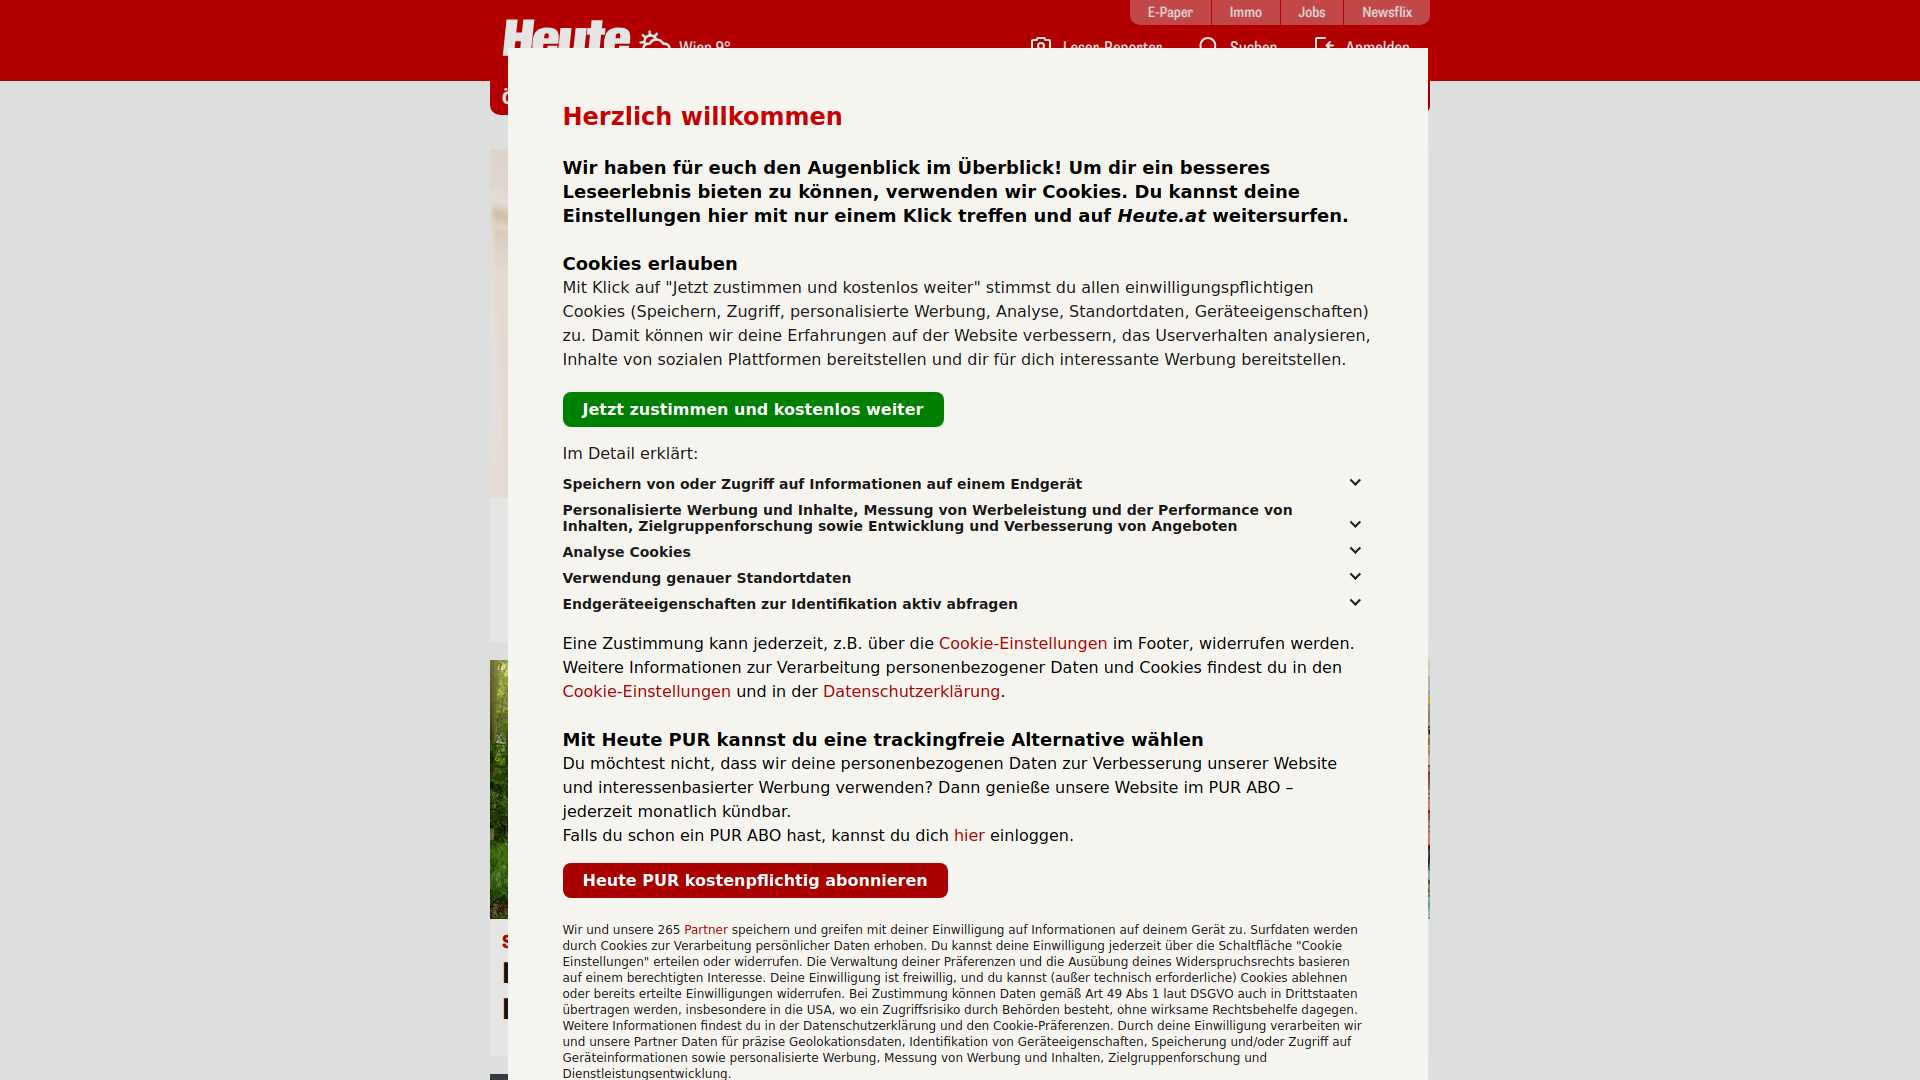 E-Paper
Immo
Jobs
Newsflix
Heute
Wien 9°
Leser-Reporter
Suchen
Anmelden
Herzlich willkommen
Wir haben für euch den Augenblick im Überblick! Um dir ein besseres
Leseerlebnis bieten zu können, verwenden wir Cookies. Du kannst deine
Einstellungen hier mit nur einem Klick treffen und auf Heute.at weitersurfen.
Cookies erlauben
Mit Klick auf "Jetzt zustimmen und kostenlos weiter" stimmst du allen einwilligungspflichtigen
Cookies (Speichern, Zugriff, personalisierte Werbung, Analyse, Standortdaten, Geräteeigenschaften)
zu. Damit können wir deine Erfahrungen auf der Website verbessern, das Userverhalten analysieren,
Inhalte von sozialen Plattformen bereitstellen und dir für dich interessante Werbung bereitstellen.
Jetzt zustimmen und kostenlos weiter
Im Detail erklärt:
Speichern von oder Zugriff auf Informationen auf einem Endgerät
Personalisierte Werbung und Inhalte, Messung von Werbeleistung und der Performance von
Inhalten, Zielgruppenforschung sowie Entwicklung und Verbesserung von Angeboten
Analyse Cookies
Verwendung genauer Standortdaten
Endgeräteeigenschaften zur Identifikation aktiv abfragen
Eine Zustimmung kann jederzeit, z.B. über die Cookie-Einstellungen im Footer, widerrufen werden.
Weitere Informationen zur Verarbeitung personenbezogener Daten und Cookies findest du in den
Cookie-Einstellungen und in der Datenschutzerklärung.
Mit Heute PUR kannst du eine trackingfreie Alternative wählen
Du möchtest nicht, dass wir deine personenbezogenen Daten zur Verbesserung unserer Website
und interessenbasierter Werbung verwenden? Dann genieße unsere Website im PUR ABO –
jederzeit monatlich kündbar.
Falls du schon ein PUR ABO hast, kannst du dich hier einloggen.
Heute PUR kostenpflichtig abonnieren
Wir und unsere 265 Partner speichern und greifen mit deiner Einwilligung auf Informationen auf deinem Gerät zu. Surfdaten werden
durch Cookies zur Verarbeitung persönlicher Daten erhoben. Du kannst deine Einwilligung jederzeit über die Schaltfläche "Cookie
Einstellungen" erteilen oder widerrufen. Die Verwaltung deiner Präferenzen und die Ausübung deines Widerspruchsrechts basieren
auf einem berechtigten Interesse. Deine Einwilligung ist freiwillig, und du kannst (außer technisch erforderliche) Cookies ablehnen
oder bereits erteilte Einwilligungen widerrufen. Bei Zustimmung können Daten gemäß Art 49 Abs 1 laut DSGVO auch in Drittstaaten
übertragen werden, insbesondere in die USA, wo ein Zugriffsrisiko durch Behörden besteht, ohne wirksame Rechtsbehelfe dagegen.
Weitere Informationen findest du in der Datenschutzerklärung und den Cookie-Präferenzen. Durch deine Einwilligung verarbeiten wir
und unsere Partner Daten für präzise Geolokationsdaten, Identifikation von Geräteeigenschaften, Speicherung und/oder Zugriff auf
Geräteinformationen sowie personalisierte Werbung, Messung von Werbung und Inhalten, Zielgruppenforschung und
Dienstleistungsentwicklung.